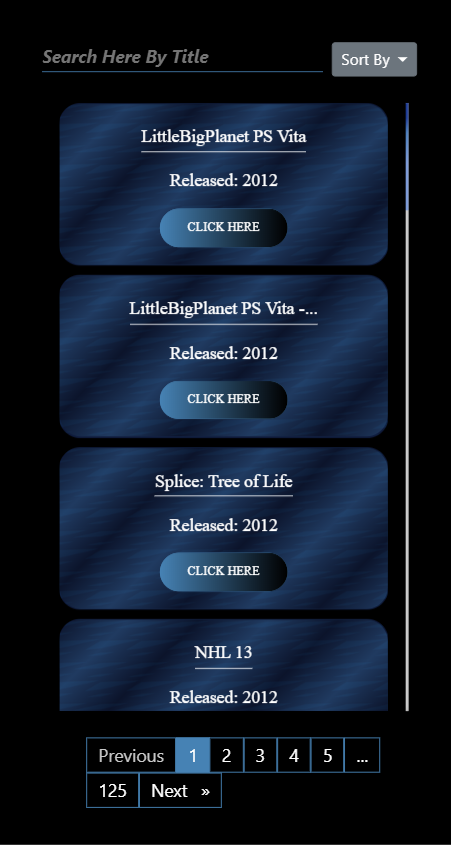 Search Here By Title
Sort By
LittleBigPlanet PS Vita
Released: 2012
CLICK HERE
LittleBigPlanet PS Vita -...
Released: 2012
CLICK HERE
Splice: Tree of Life
Released: 2012
CLICK HERE
NHL 13
Released: 2012
Previous 1 2 3 4 5 ...
125 Next »